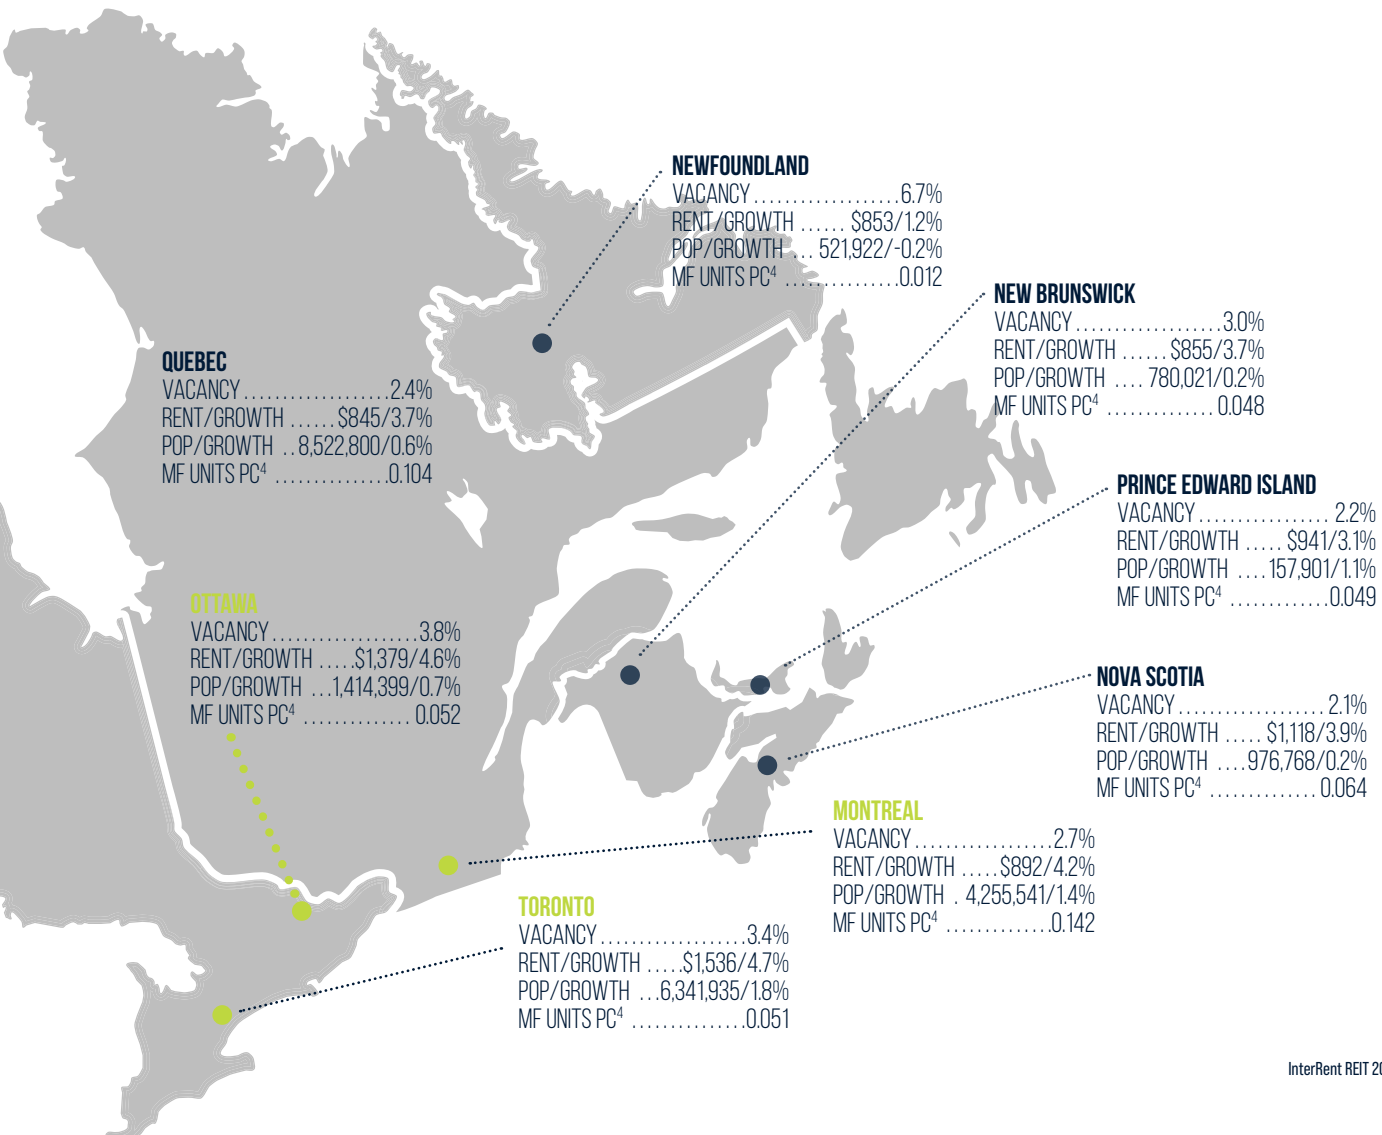 NEWFOUNDLAND
VACANCY...................6.7%
RENT/GROWTH ...... $853/1.2%
POP/GROWTH ... 521,922/-0.2%
MF UNITS PC4 ...............0.012
NEW BRUNSWICK
VACANCY...................3.0%
RENT/GROWTH ...... $855/3.7%
POP/GROWTH .... 780,021/0.2%
MF UNITS PC4 .............. 0.048
QUEBEC
VACANCY...................2.4%
RENT/GROWTH ......$845/3.7%
POP/GROWTH ..8,522,800/0.6%
MF UNITS PC4 ...............0.104
PRINCE EDWARD ISLAND
VACANCY................. 2.2%
RENT/GROWTH ..... $941/3.1%
POP/GROWTH ....157,901/1.1%
MF UNITS PC4 .............0.049
OTTAWA
VACANCY...................3.8%
RENT/GROWTH .....$1,379/4.6%
POP/GROWTH ...1,414,399/0.7%
MF UNITS PC4 .............. 0.052
NOVA SCOTIA
VACANCY................... 2.1%
RENT/GROWTH ..... $1,118/3.9%
POP/GROWTH ....976,768/0.2%
MF UNITS PC4 .............. 0.064
MONTREAL
VACANCY..................2.7%
RENT/GROWTH .....$892/4.2%
POP/GROWTH . 4,255,541/1.4%
MF UNITS PC4 ..............0.142
TORONTO
VACANCY...................3.4%
RENT/GROWTH .....$1,536/4.7%
POP/GROWTH ...6,341,935/1.8%
MF UNITS PC4 ...............0.051
InterRent REIT 20